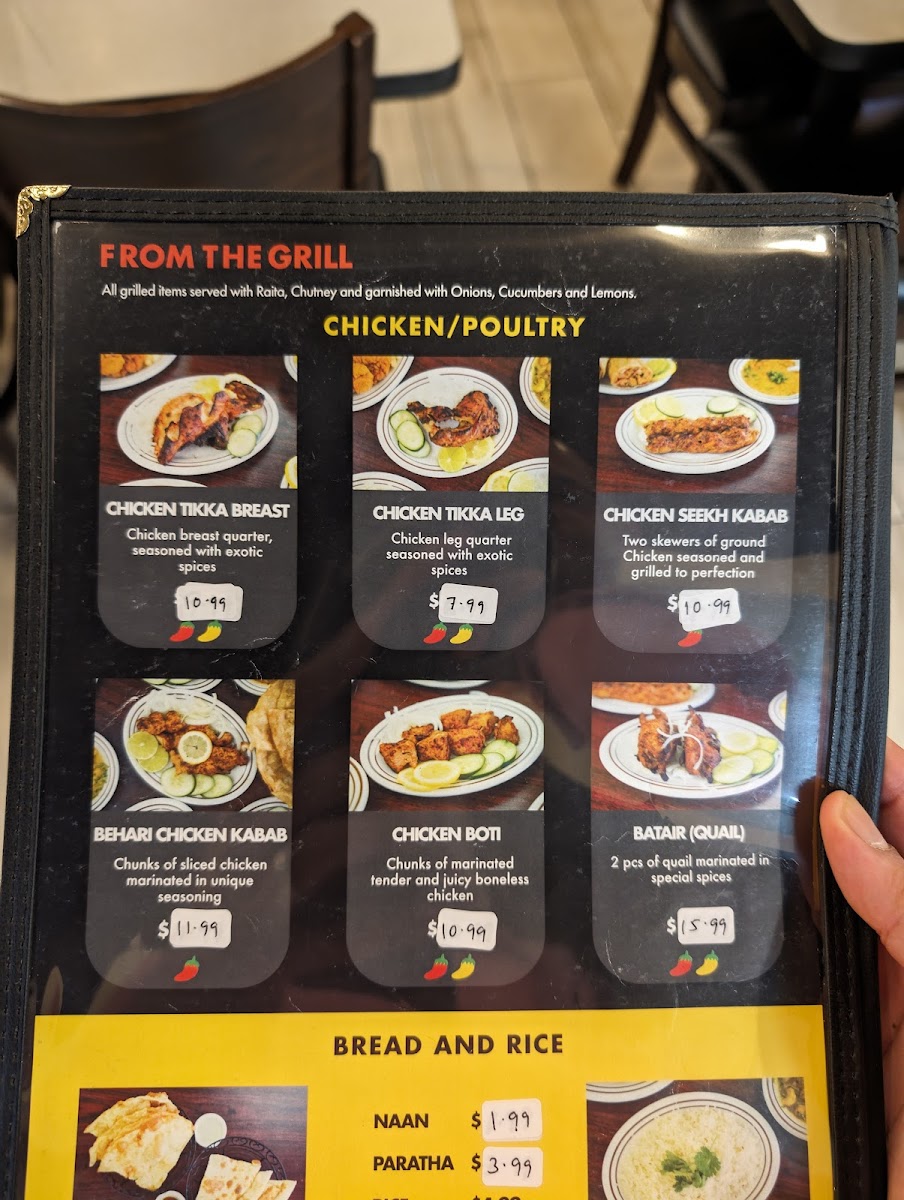 FROM THE GRILL
All grilled items served with Raita, Chutney and garnished with Onions, Cucumbers and Lemons.
CHICKEN/POULTRY
CHICKEN TIKKA BREAST
Chicken breast quarter,
seasoned with exotic
spices
10.99
CHICKEN TIKKA LEG
Chicken leg quarter
seasoned with exotic
spices
$7.99
CHICKEN SEEKH KABAB
Two skewers of ground
Chicken seasoned and
grilled to perfection
$10.99
BEHARI CHICKEN KABAB
Chunks of sliced chicken
marinated in unique
seasoning
$11.99
CHICKEN BOTI
Chunks of marinated
tender and juicy boneless
chicken
$10.99
BATAIR (QUAIL)
2 pcs of quail marinated in
special spices
$15.99
BREAD AND RICE
NAAN $1.99
PARATHA $3.99